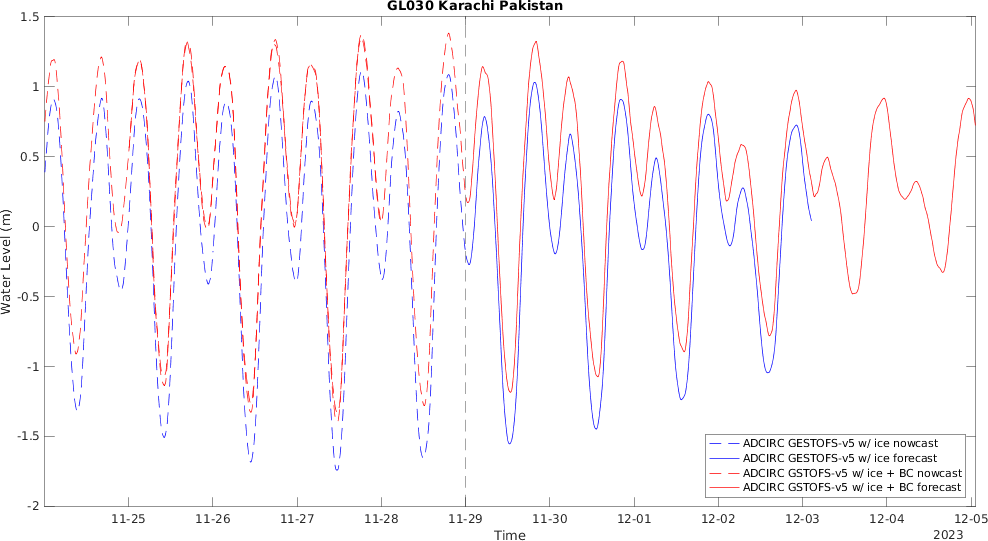 GL030 Karachi Pakistan
1.5
1
0.5
0
-0.5
-1
-1.5
-2
Water Level (m)
11-25
11-26
11-27
11-28
11-29
11-30
12-01
12-02
12-03
12-04
12-05
Time
2023
ADCIRC GESTOFS-v5 w/ ice nowcast
ADCIRC GESTOFS-v5 w/ ice forecast
ADCIRC GSTOFS-v5 w/ ice + BC nowcast
ADCIRC GSTOFS-v5 w/ ice + BC forecast